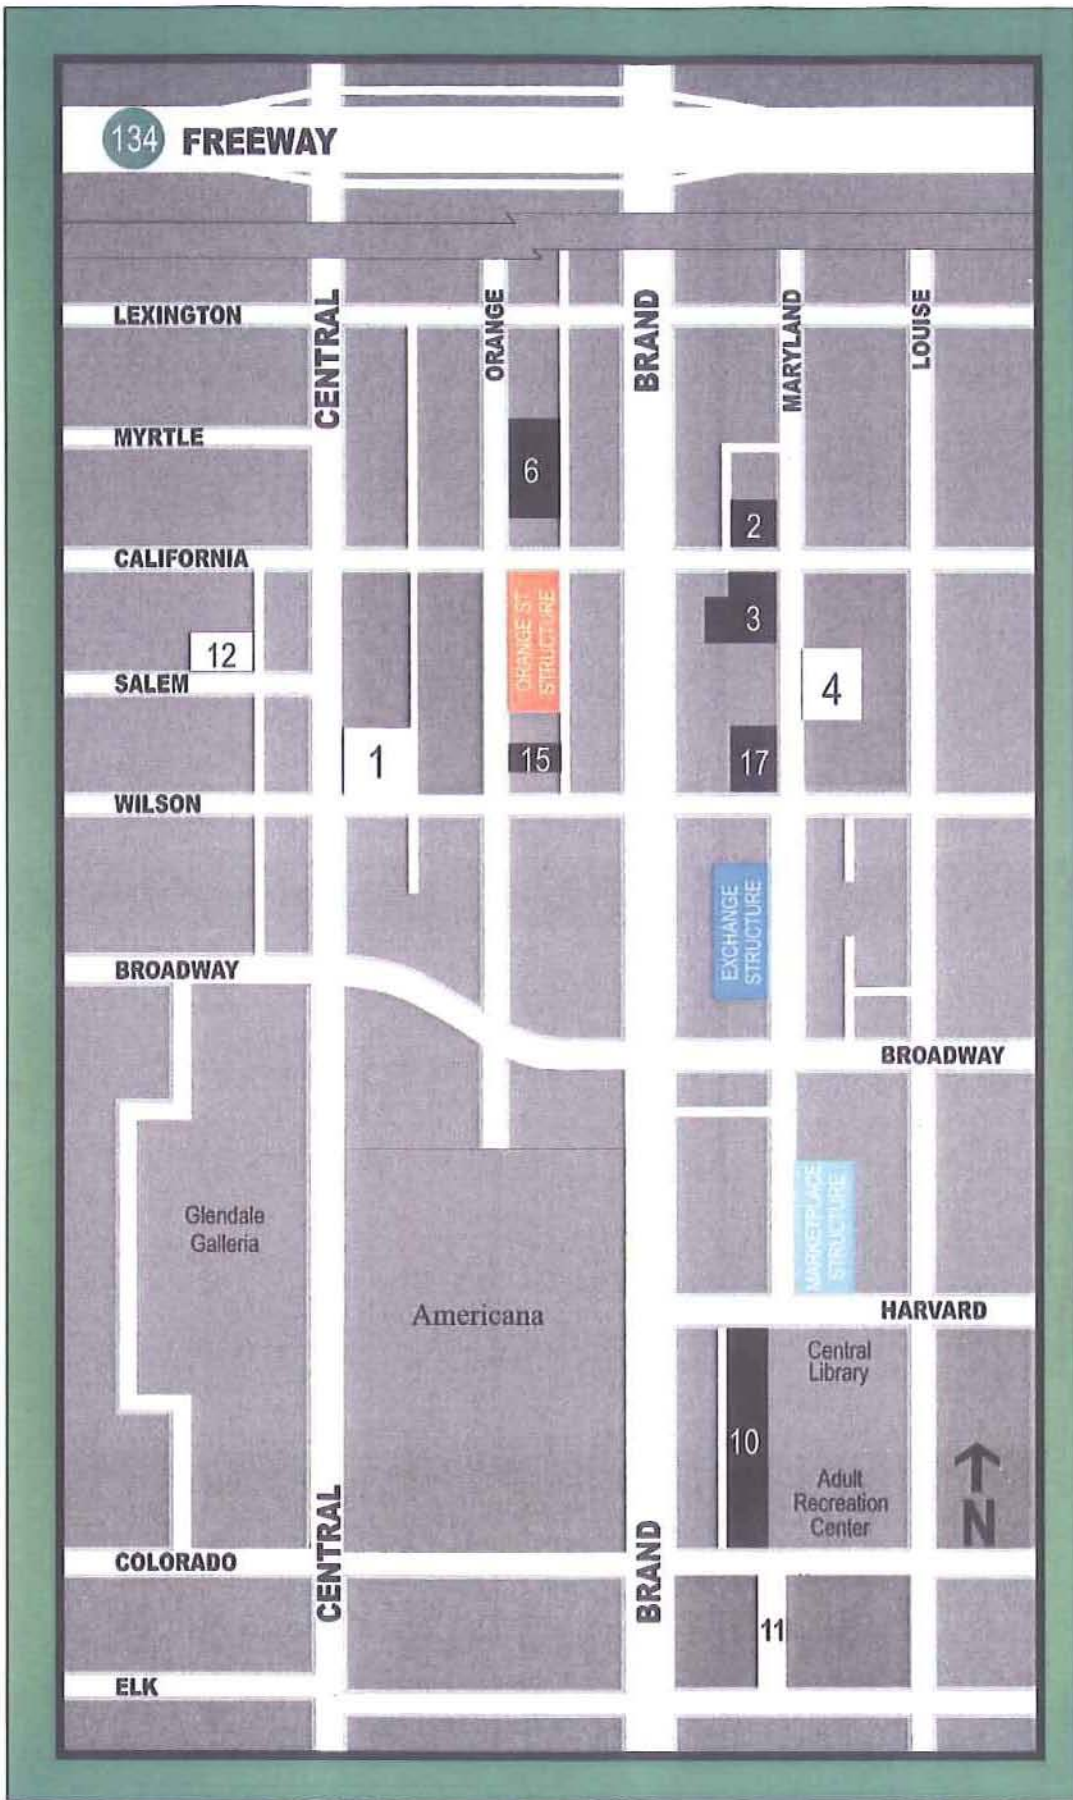 134 FREEWAY
LEXINGTON
CENTRAL
ORANGE
BRAND
MARYLAND
LOUISE
MYRTLE
6
2
CALIFORNIA
12
ORANGE ST
STRUCTURE
3
SALEM
4
1
15
17
WILSON
EXCHANGE
STRUCTURE
BROADWAY
BROADWAY
MARKETPLACE
STRUCTURE
Glendale
Galleria
Americana
HARVARD
Central
Library
10
Adult
Recreation
Center
N
COLORADO
CENTRAL
BRAND
11
ELK